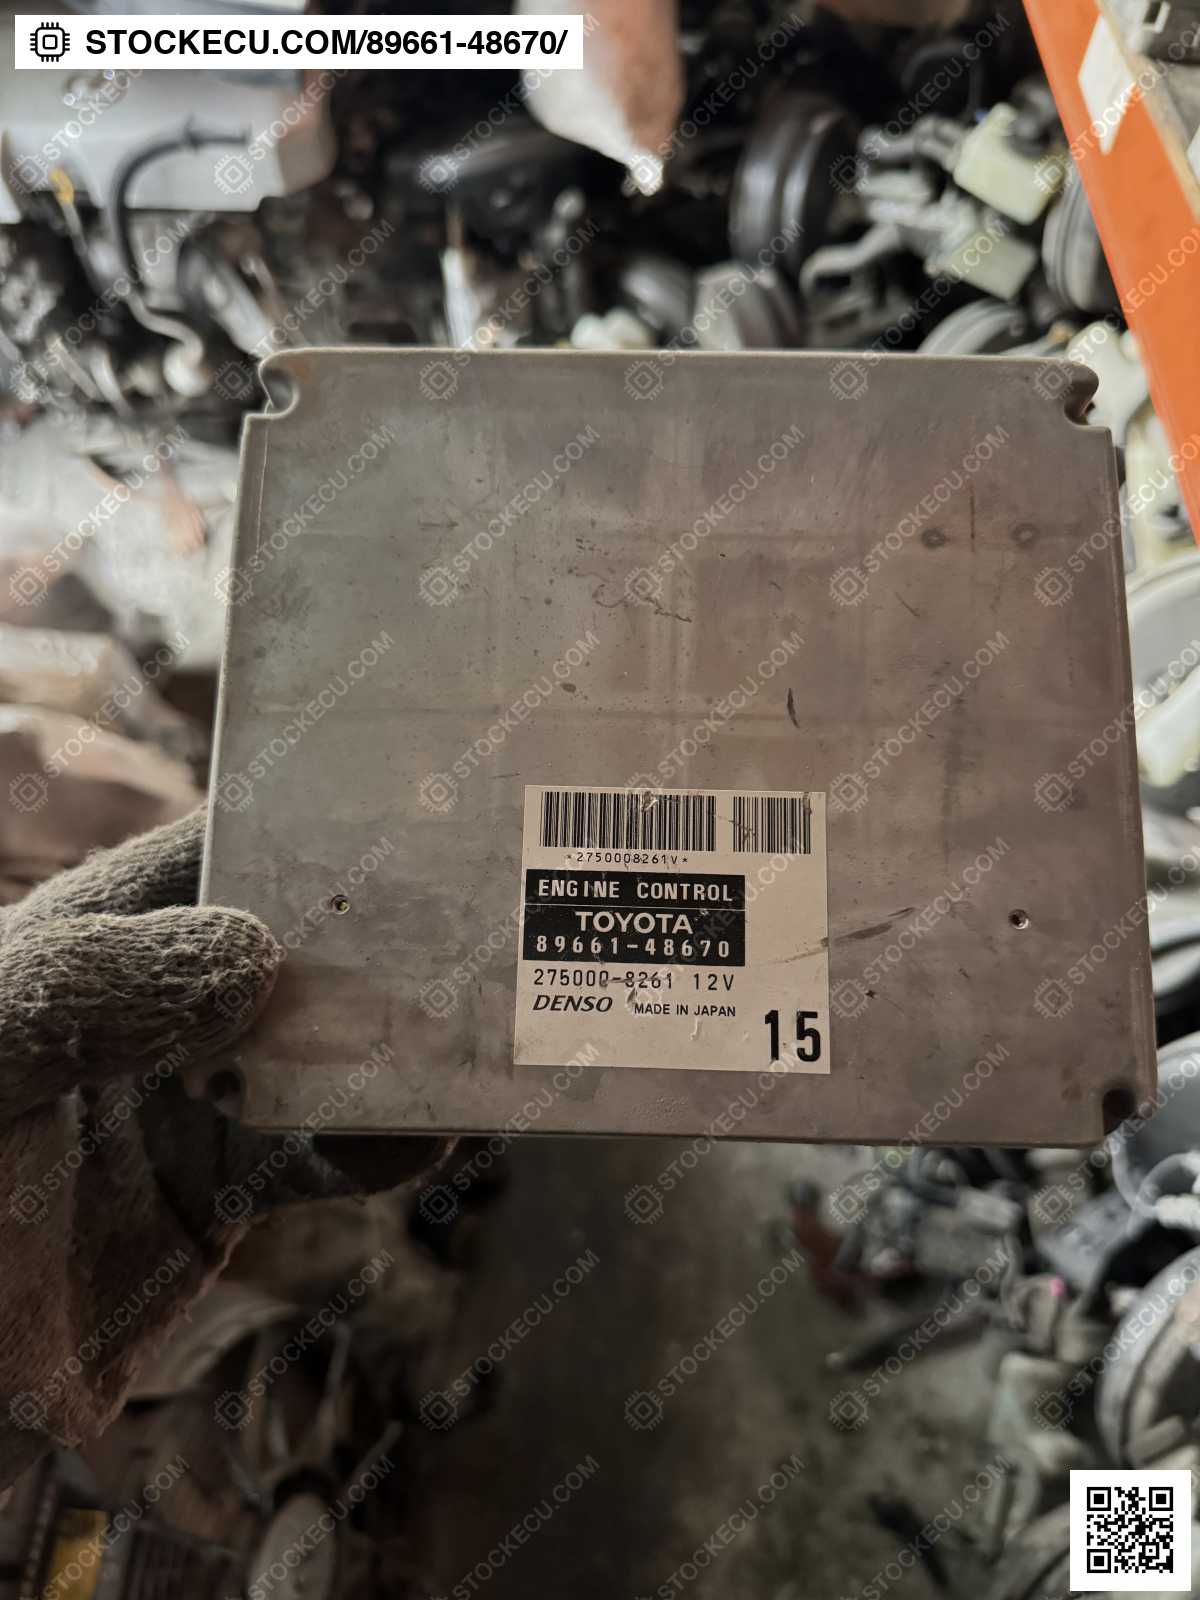 STOCKECU.COM/89661-48670/
*2750008261V*
ENGINE CONTROL
TOYOTA
89661-48670
275000-8261 12V
DENSO MADE IN JAPAN
15